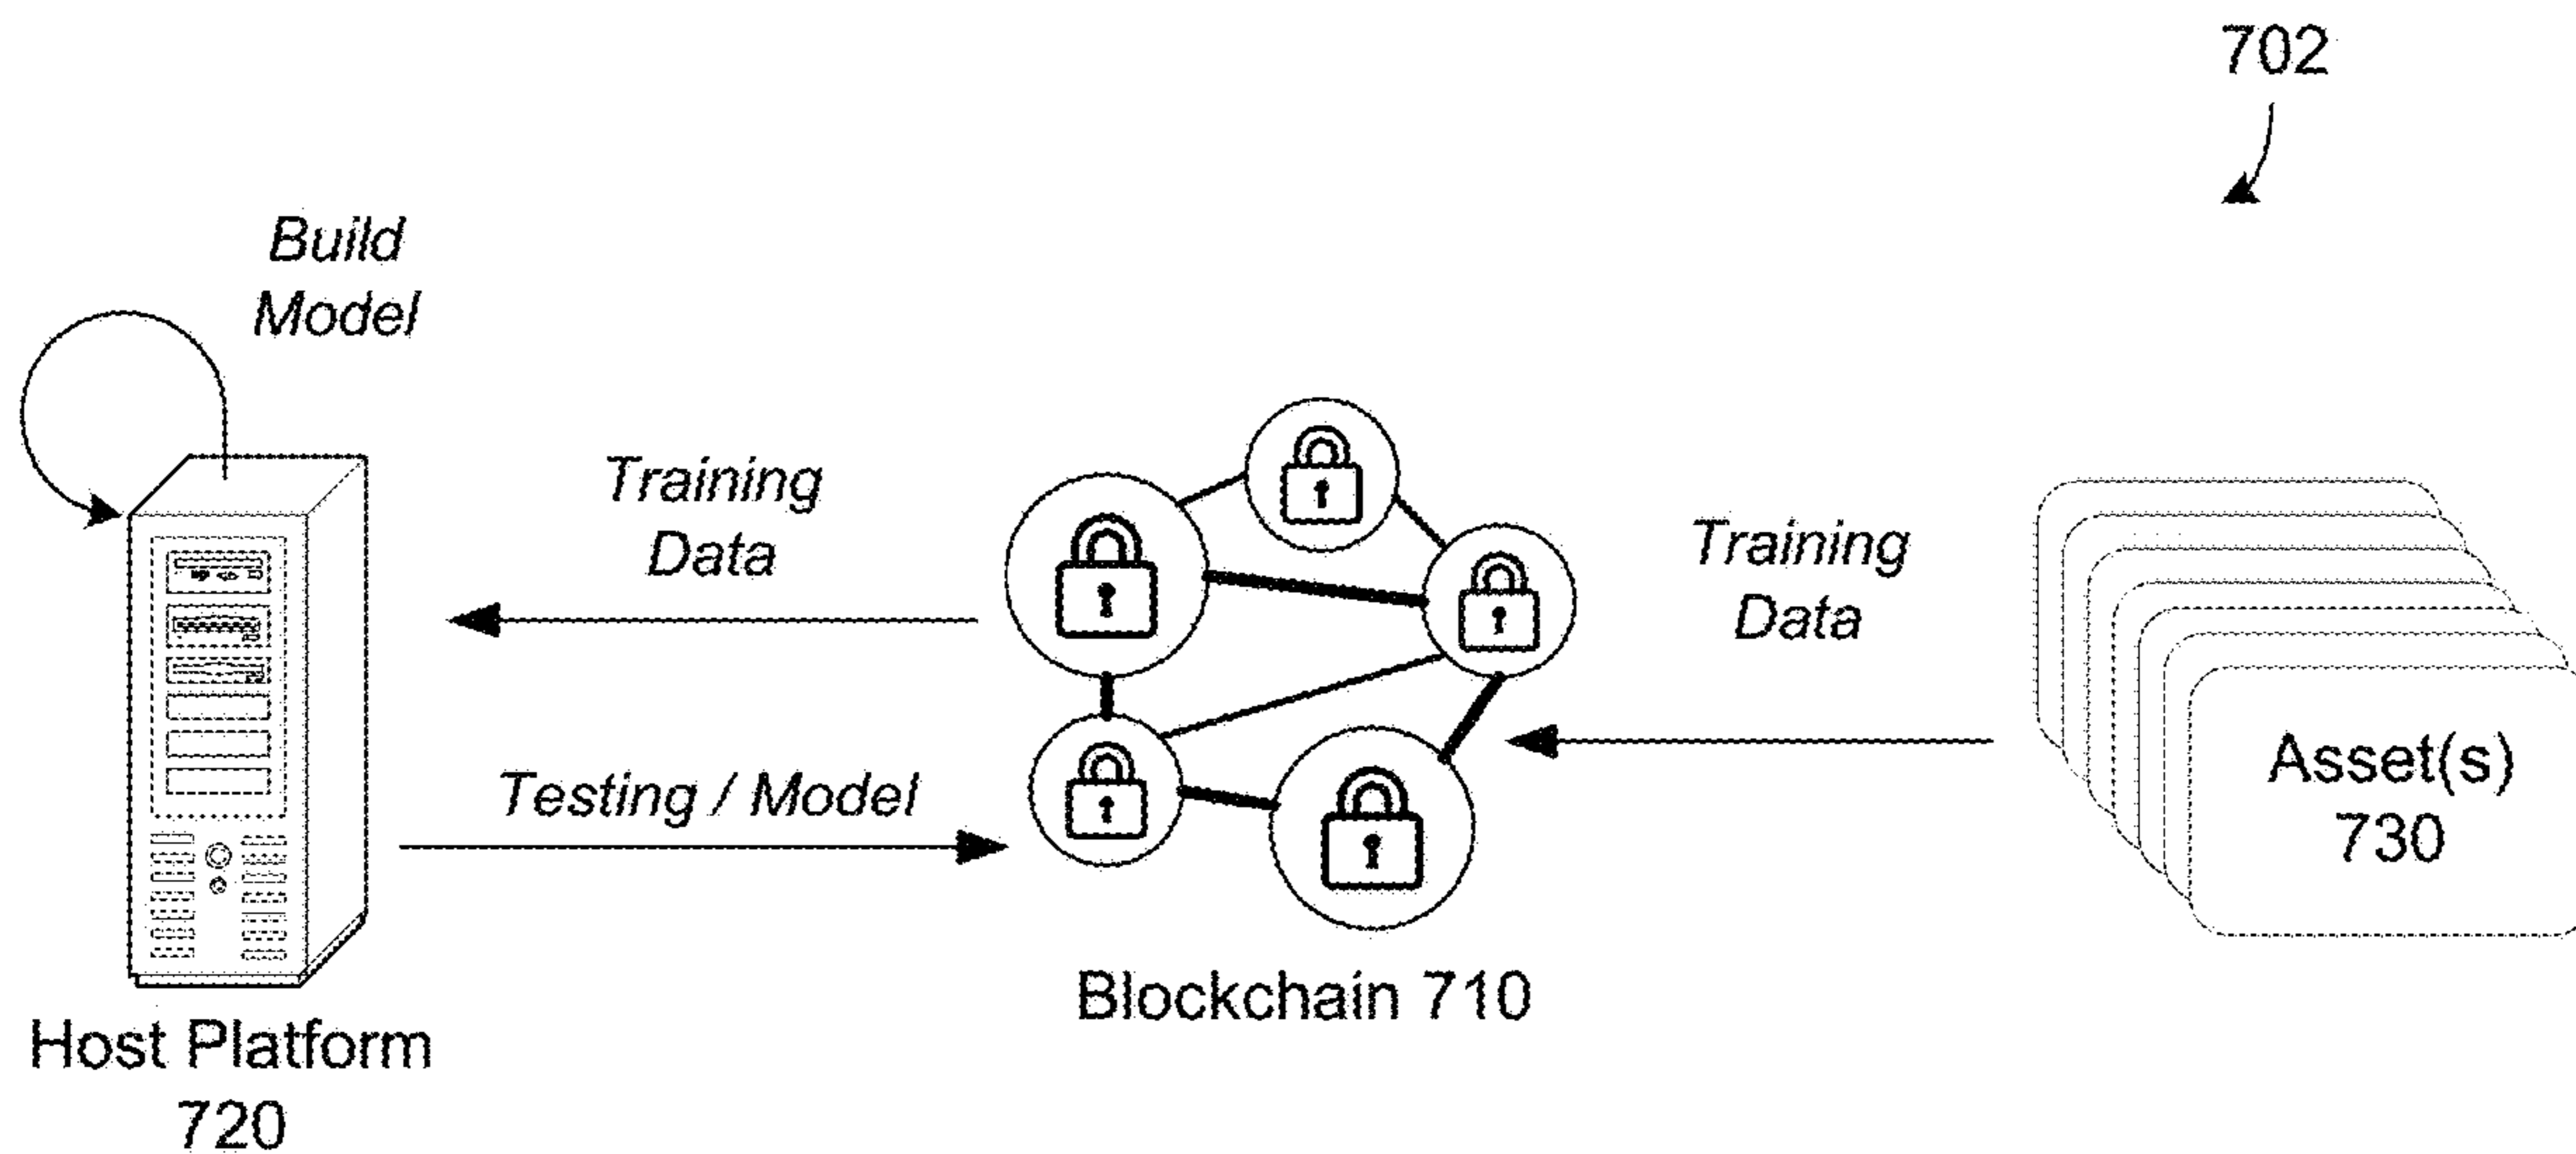 702
Build
Model
Training
Data
Training
Data
Testing / Model
Asset(s)
730
Blockchain 710
Host Platform
720